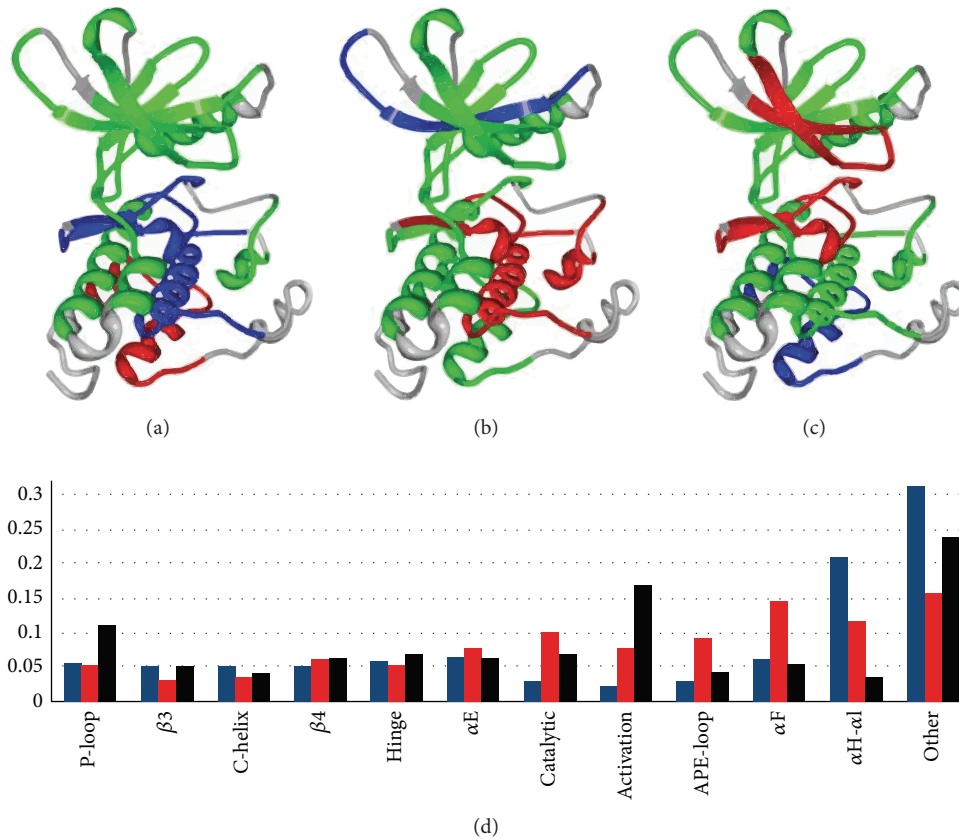 (a)
(b)
(c)
0.3
0.25
0.2
0.15
0.1
0.05
0
P-loop
β3
C-helix
β4
Hinge
αE
Catalytic
Activation
APE-loop
αF
αH-αI
Other
(d)